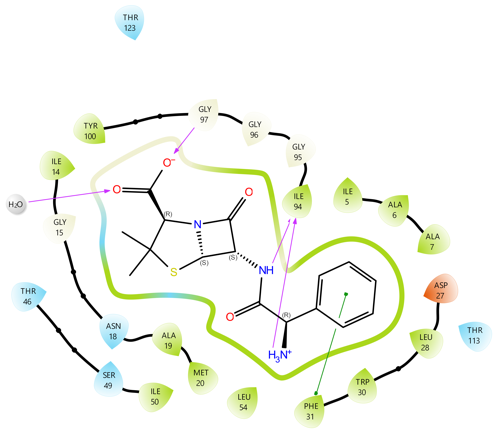 THR
123
TYR
100
GLY
97
GLY
96
GLY
95
ILE
14
GLY
15
H₂O
O⁻
O
(R)
N
O
ILE
94
ILE
5
ALA
6
ALA
7
S
(S)
(S)
NH
O
(R)
H₃N⁺
ASP
27
THR
46
ASN
18
ALA
19
MET
20
SER
49
ILE
50
LEU
54
PHE
31
TRP
30
LEU
28
THR
113